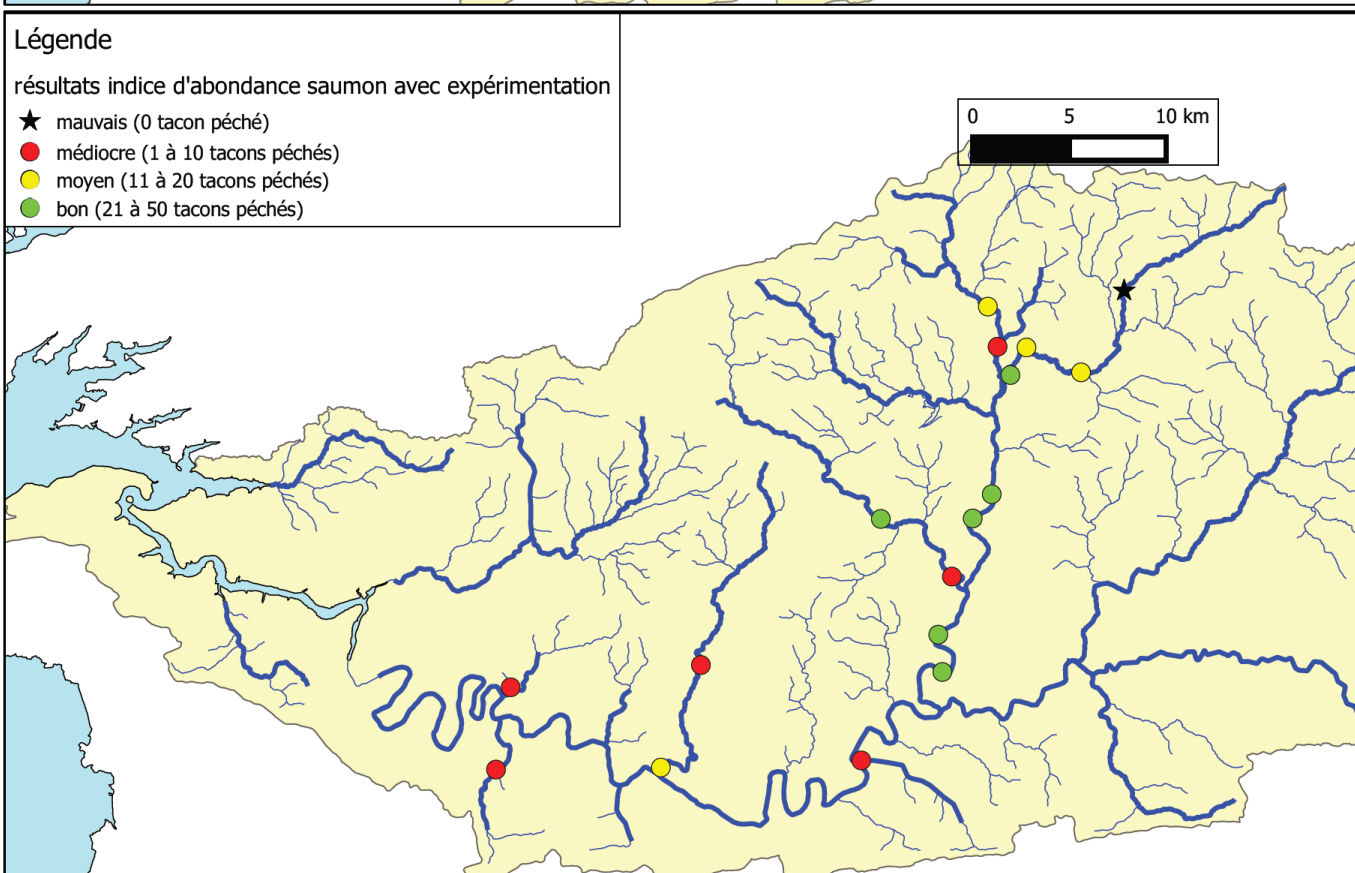 Légende
résultats indice d'abondance saumon avec expérimentation
mauvais (0 tacon péché)
médiocre (1 à 10 tacons péchés)
moyen (11 à 20 tacons péchés)
bon (21 à 50 tacons péchés)
0 5 10 km